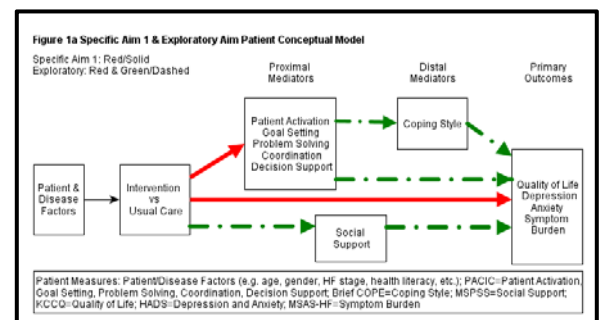 Figure 1a Specific Aim 1 & Exploratory Aim Patient Conceptual Model
Specific Aim 1: Red/Solid
Exploratory: Red & Green/Dashed
Proximal
Mediators
Distal
Mediators
Primary
Outcomes
Patient Activation
Goal Setting
Problem Solving
Coordination
Decision Support
Coping Style
Patient &
Disease
Factors
Intervention
vs
Usual Care
Quality of Life
Depression
Anxiety
Symptom
Burden
Social
Support
Patient Measures: Patient/Disease Factors (e.g. age, gender, HF stage, health literacy, etc.); PACIC=Patient Activation,
Goal Setting, Problem Solving, Coordination, Decision Support; Brief COPE=Coping Style; MSPSS=Social Support;
KCCQ=Quality of Life; HADS=Depression and Anxiety; MSAS-HF=Symptom Burden